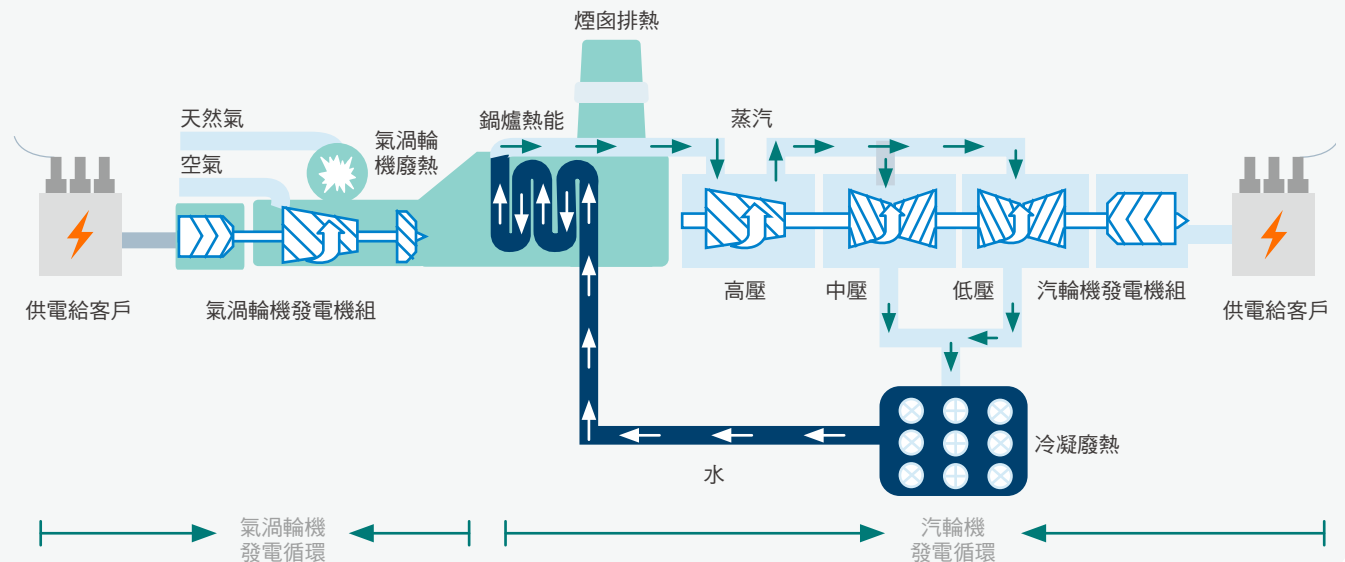 煙囱排熱
天然氣
空氣
氣渦輪
機廢熱
鍋爐熱能
蒸汽
供電給客戶
氣渦輪機發電機組
高壓
中壓
低壓
汽輪機發電機組
供電給客戶
冷凝廢熱
水
氣渦輪機
發電循環
汽輪機
發電循環